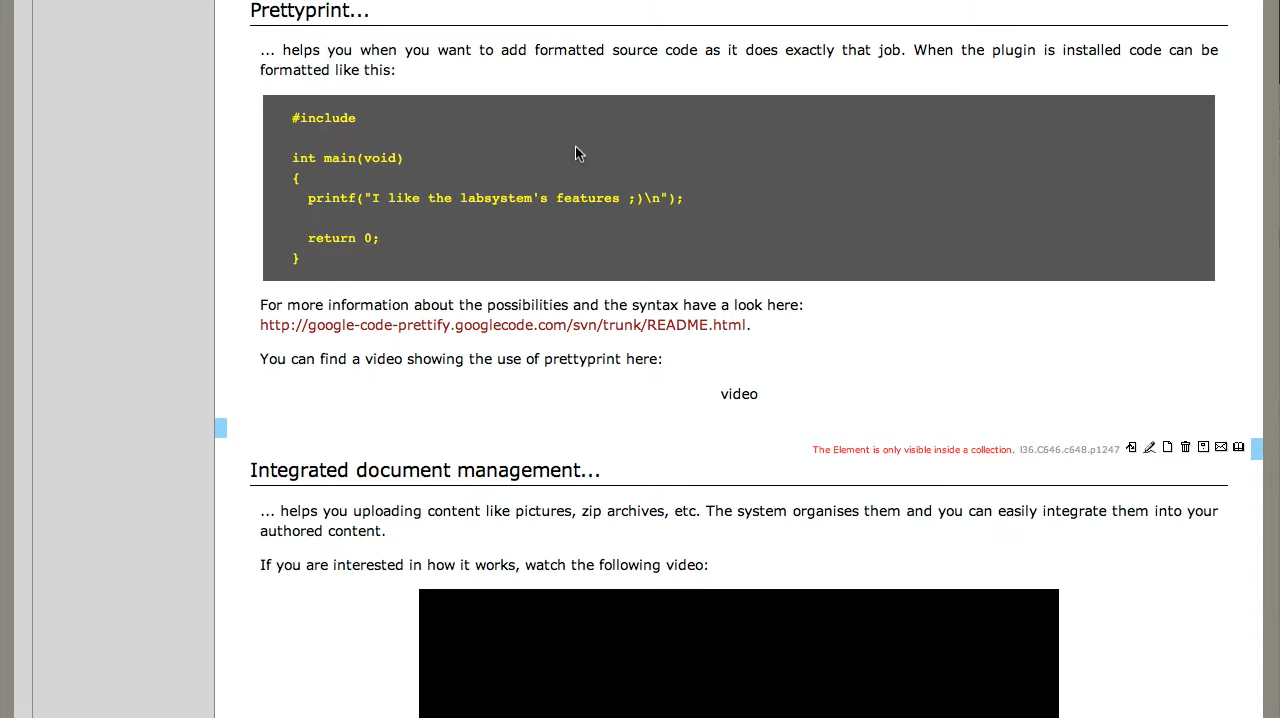 Prettyprint...
... helps you when you want to add formatted source code as it does exactly that job. When the plugin is installed code can be
formatted like this:
#include
int main(void)
{
printf("I like the labsystem's features ;)\n");
return 0;
}
For more information about the possibilities and the syntax have a look here:
http://google-code-prettify.googlecode.com/svn/trunk/README.html.
You can find a video showing the use of prettyprint here:
video
The Element is only visible inside a collection. l36.C646.c648.p1247
Integrated document management...
... helps you uploading content like pictures, zip archives, etc. The system organises them and you can easily integrate them into your
authored content.
If you are interested in how it works, watch the following video: